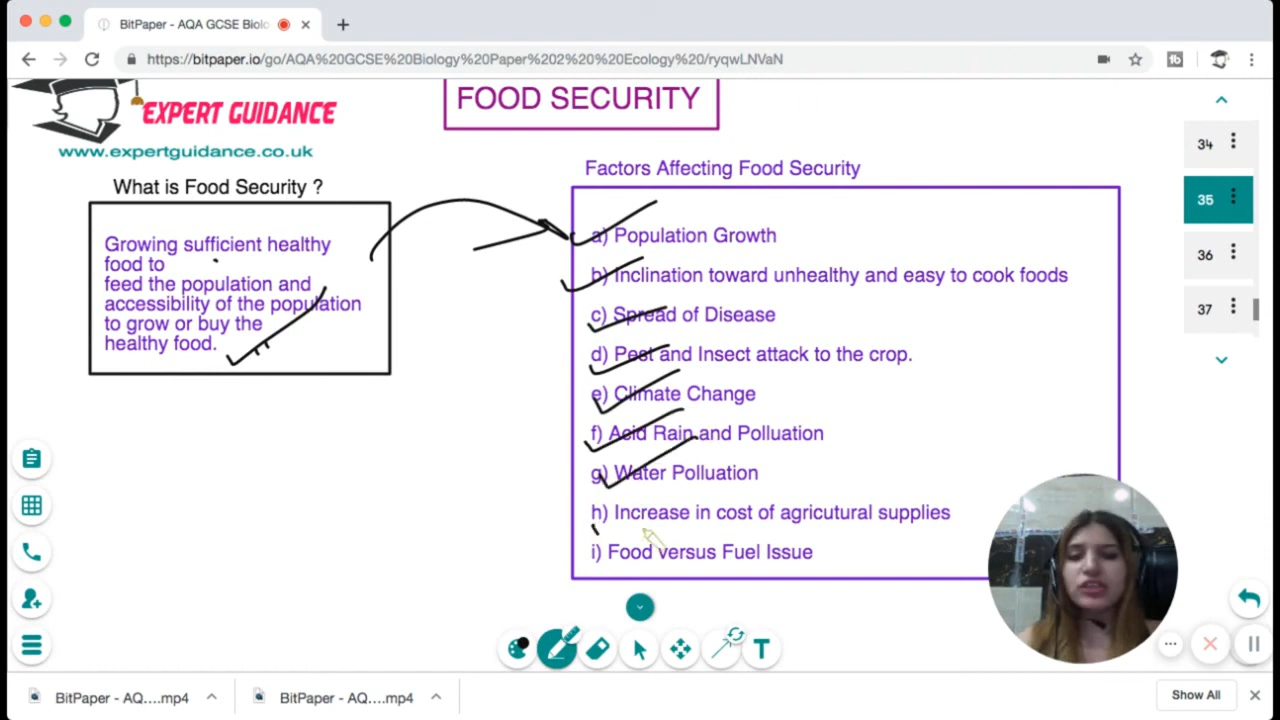 BitPaper - AQA GCSE Biolo
https://bitpaper.io/go/AQA%20GCSE%20Biology%20Paper%202%20%20Ecology%20/ryqwLNVaN
EXPERT GUIDANCE
www.expertguidance.co.uk
FOOD SECURITY
What is Food Security ?
Growing sufficient healthy
food to
feed the population and
accessibility of the population
to grow or buy the
healthy food.
Factors Affecting Food Security
a) Population Growth
b) Inclination toward unhealthy and easy to cook foods
c) Spread of Disease
d) Pest and Insect attack to the crop.
e) Climate Change
f) Acid Rain and Polluation
g) Water Polluation
h) Increase in cost of agricutural supplies
i) Food versus Fuel Issue
34
35
36
37
T
BitPaper - AQ....mp4
BitPaper - AQ....mp4
Show All